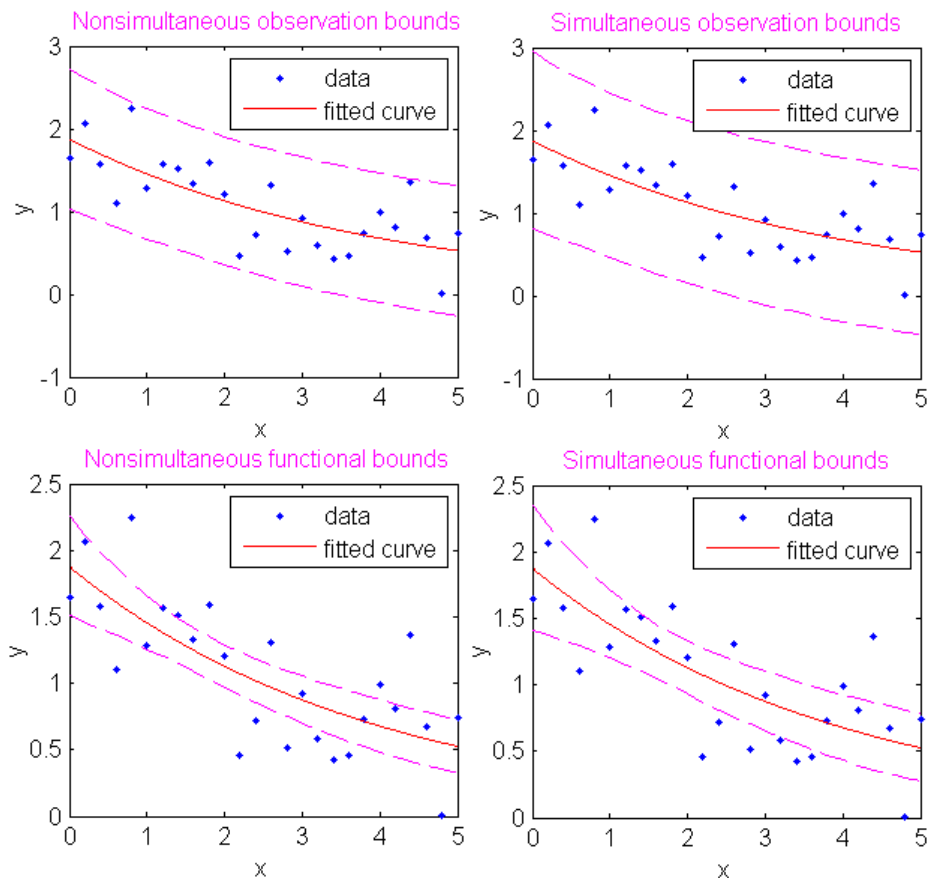 Nonsimultaneous observation bounds
3
2
1
0
-1
y
data
fitted curve
0 1 2 3 4 5
x
Simultaneous observation bounds
3
2
1
0
-1
y
data
fitted curve
0 1 2 3 4 5
x
Nonsimultaneous functional bounds
2.5
2
1.5
1
0.5
0
y
data
fitted curve
0 1 2 3 4 5
x
Simultaneous functional bounds
2.5
2
1.5
1
0.5
0
y
data
fitted curve
0 1 2 3 4 5
x